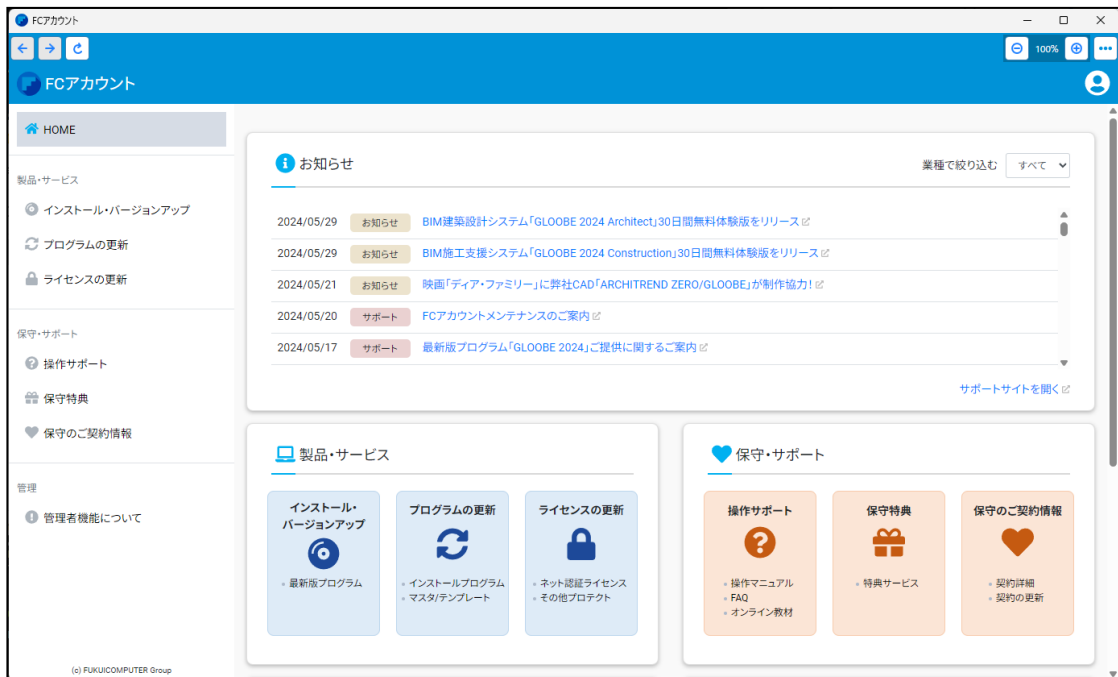 FCアカウント
100%
FCアカウント
HOME
製品・サービス
インストール・バージョンアップ
プログラムの更新
ライセンスの更新
保守・サポート
操作サポート
保守特典
保守のご契約情報
管理
管理者機能について
(c) FUKUICOMPUTER Group
お知らせ
業種で絞り込む すべて
2024/05/29 お知らせ BIM建築設計システム「GLOOBE 2024 Architect」30日間無料体験版をリリース
2024/05/29 お知らせ BIM施工支援システム「GLOOBE 2024 Construction」30日間無料体験版をリリース
2024/05/21 お知らせ 映画「ディア・ファミリー」に弊社CAD「ARCHITREND ZERO/GLOOBE」が制作協力！
2024/05/20 サポート FCアカウントメンテナンスのご案内
2024/05/17 サポート 最新版プログラム「GLOOBE 2024」ご提供に関するご案内
サポートサイトを開く
製品・サービス
インストール・
バージョンアップ
最新版プログラム
プログラムの更新
インストールプログラム
マスタ/テンプレート
ライセンスの更新
ネット認証ライセンス
その他プロテクト
保守・サポート
操作サポート
操作マニュアル
FAQ
オンライン教材
保守特典
特典サービス
保守のご契約情報
契約詳細
契約の更新